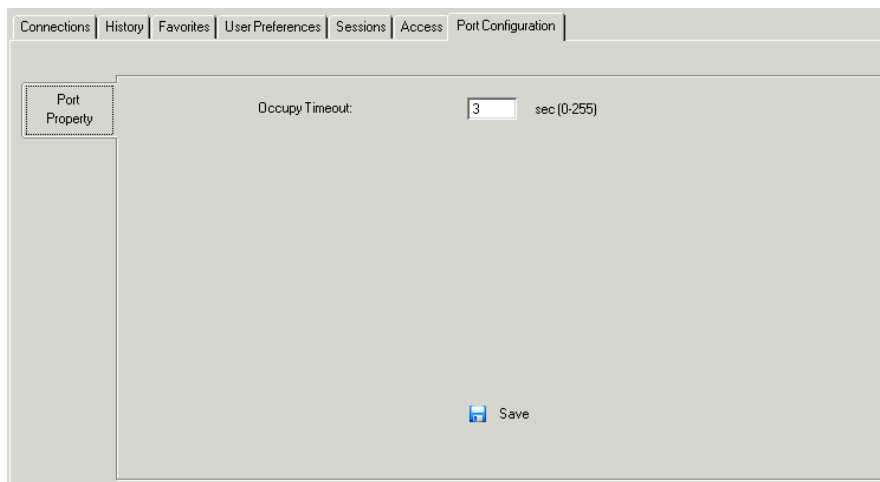 Connections History Favorites User Preferences Sessions Access Port Configuration
Port
Property
Occupy Timeout: 3 sec (0-255)
Save